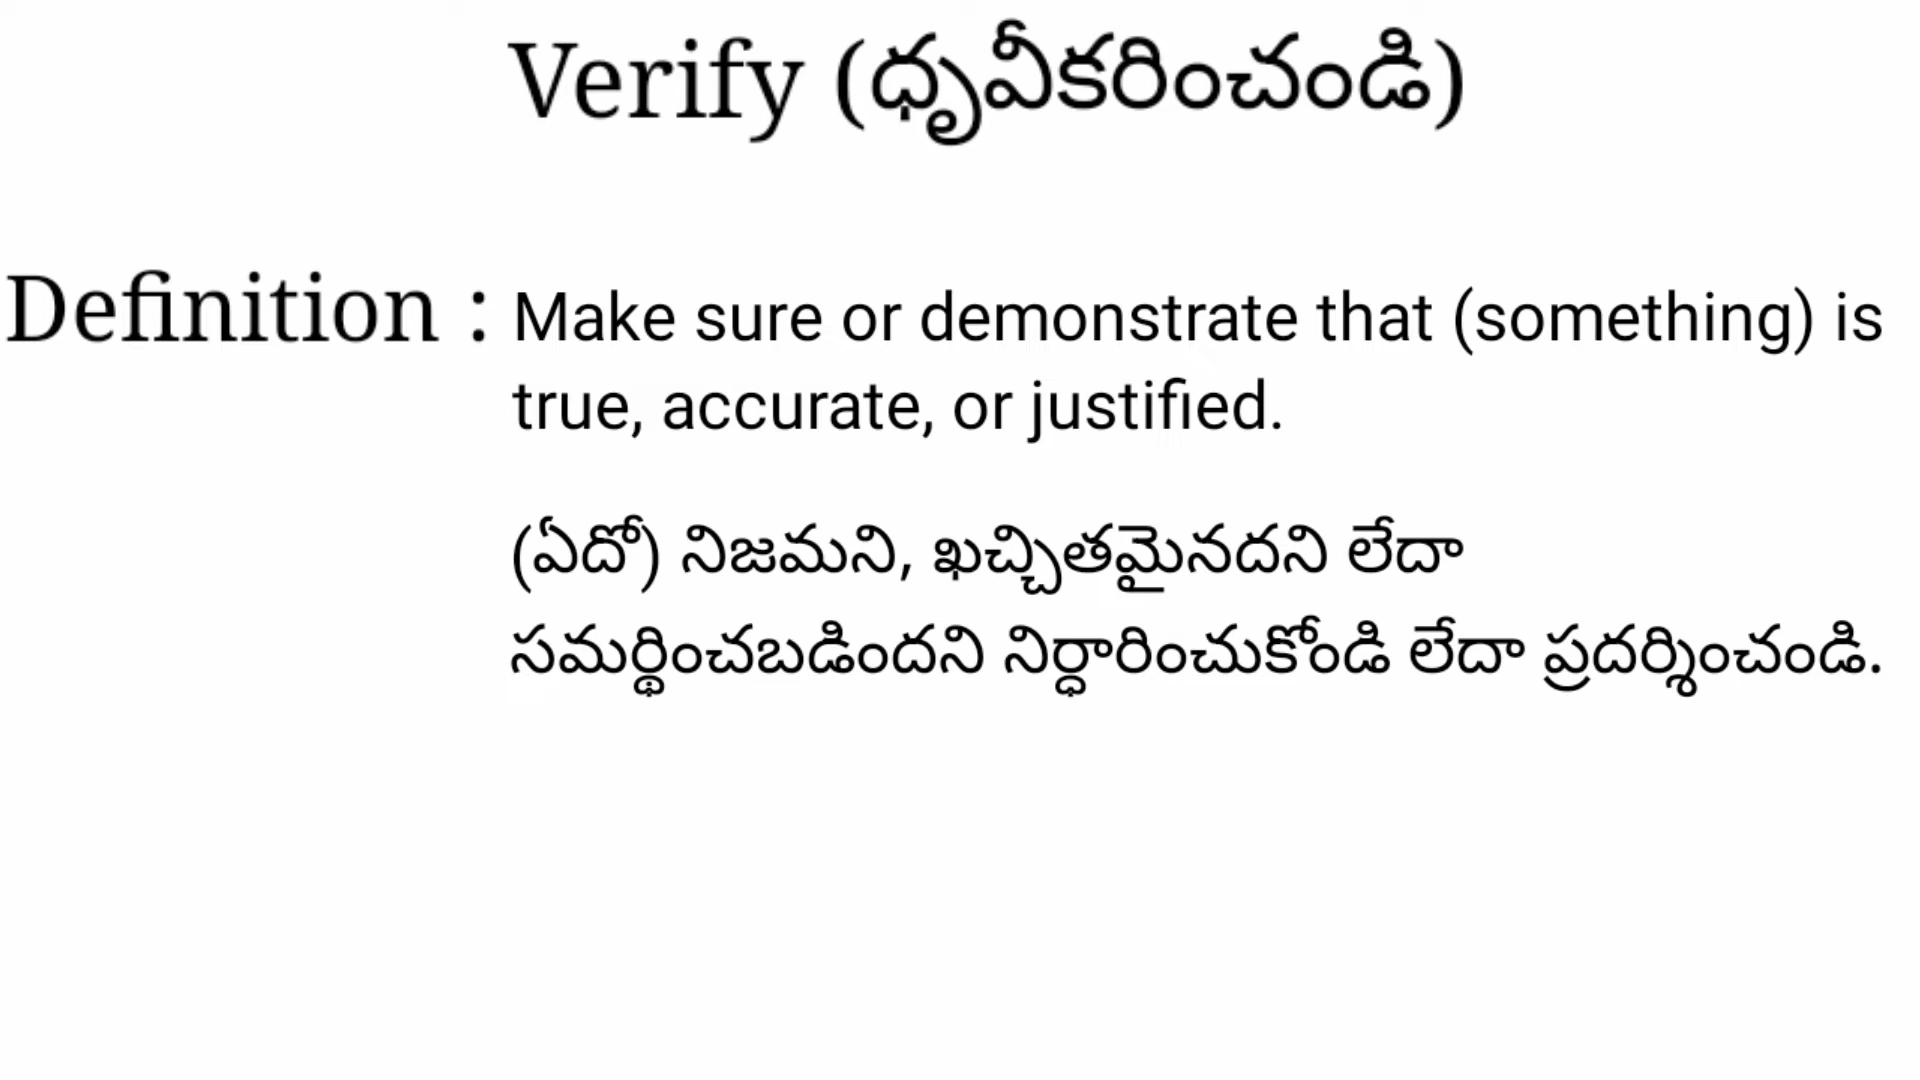 Verify (ధృవీకరించండి)
Definition : Make sure or demonstrate that (something) is
true, accurate, or justified.
(ఏదో) నిజమని, ఖచ్చితమైనదని లేదా
సమర్థించబడిందని నిర్ధారించుకోండి లేదా ప్రదర్శించండి.